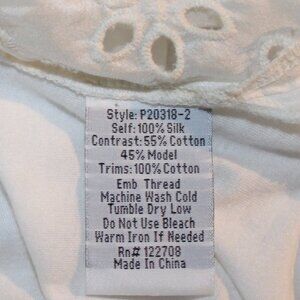 Style: P20318-2
Self: 100% Silk
Contrast: 55% Cotton
45% Model
Trims: 100% Cotton
Emb Thread
Machine Wash Cold
Tumble Dry Low
Do Not Use Bleach
Warm Iron If Needed
Rn# 122708
Made In China